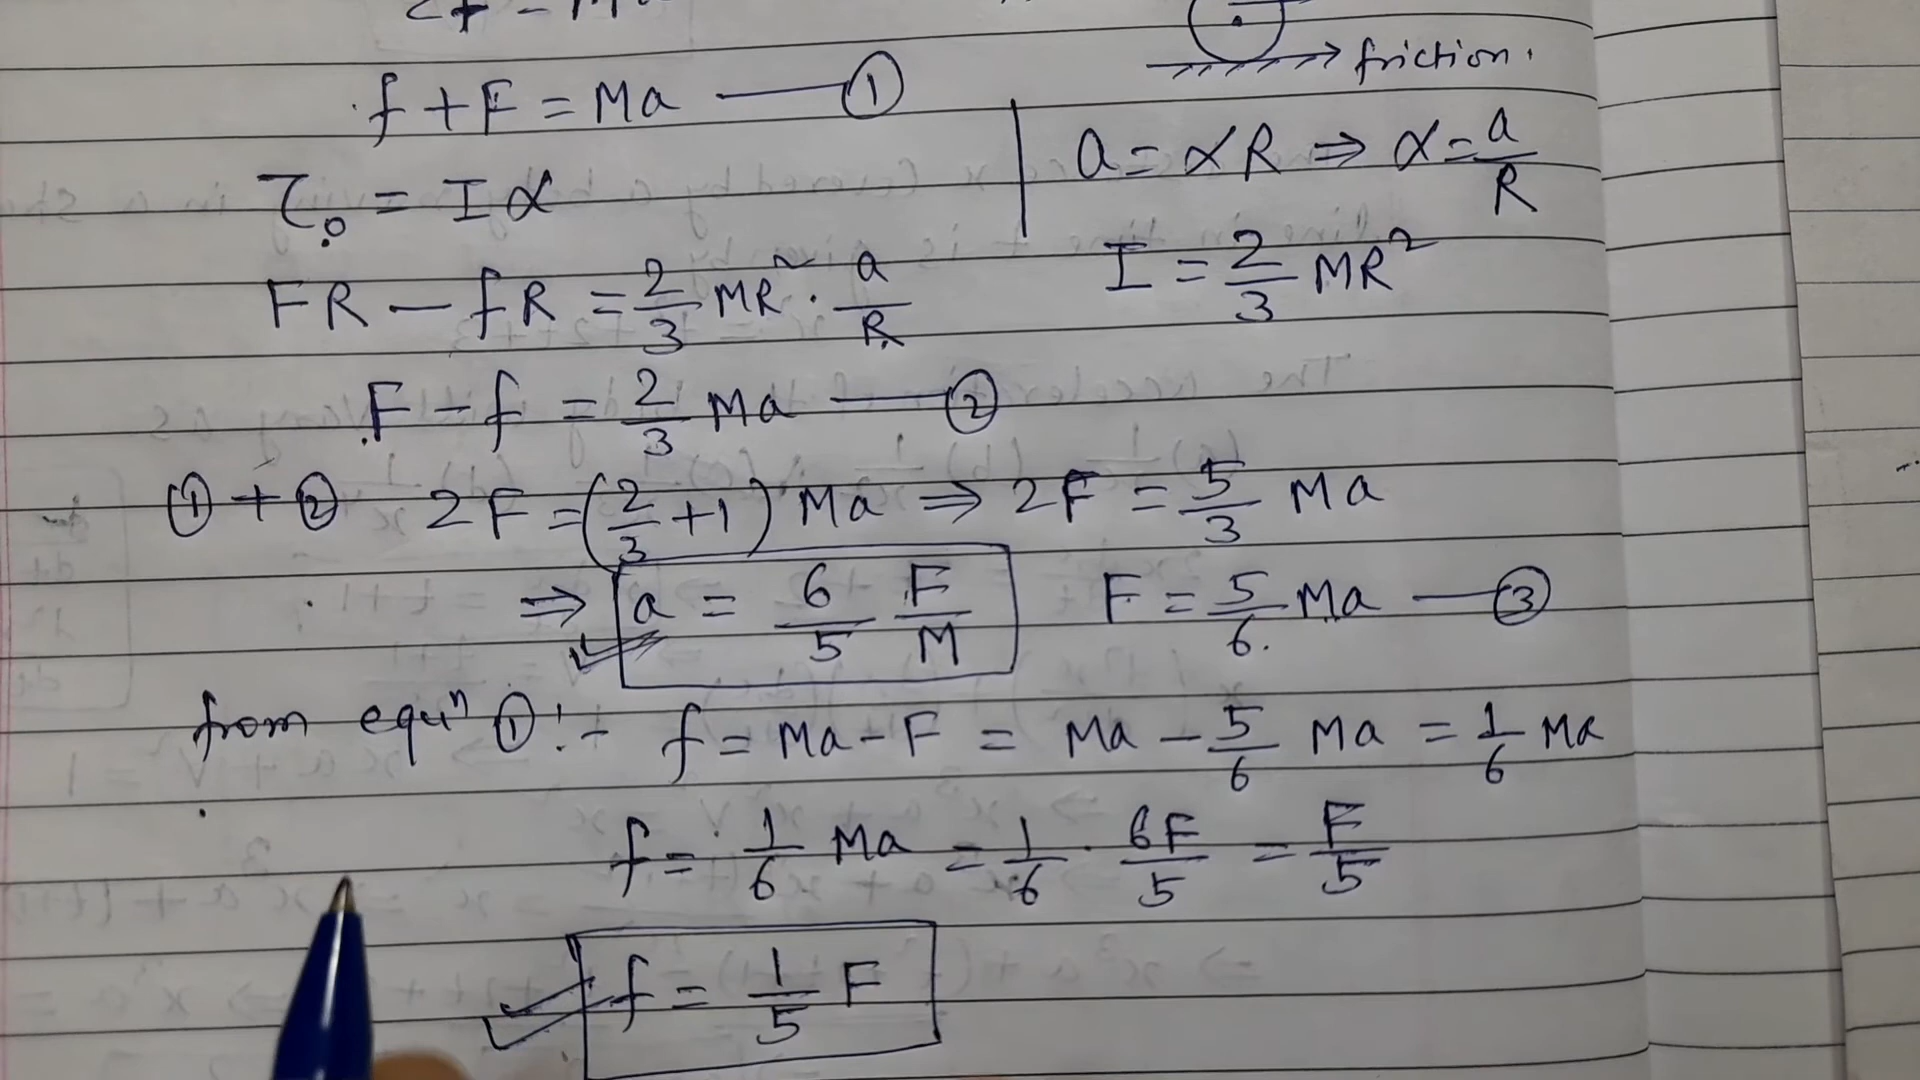 friction.
f + F = Ma —— ①
a = αR ⇒ α = a/R
τ₀ = Iα
I = 2/3 MR²
FR − fR = 2/3 MR² · a/R
F − f = 2/3 Ma —— ②
① + ② 2F = (2/3 + 1) Ma ⇒ 2F = 5/3 Ma
⇒ a = 6/5 F/M F = 5/6 Ma —— ③
from equⁿ ① :- f = Ma − F = Ma − 5/6 Ma = 1/6 Ma
f = 1/6 Ma = 1/6 · 6F/5 = F/5
f = 1/5 F